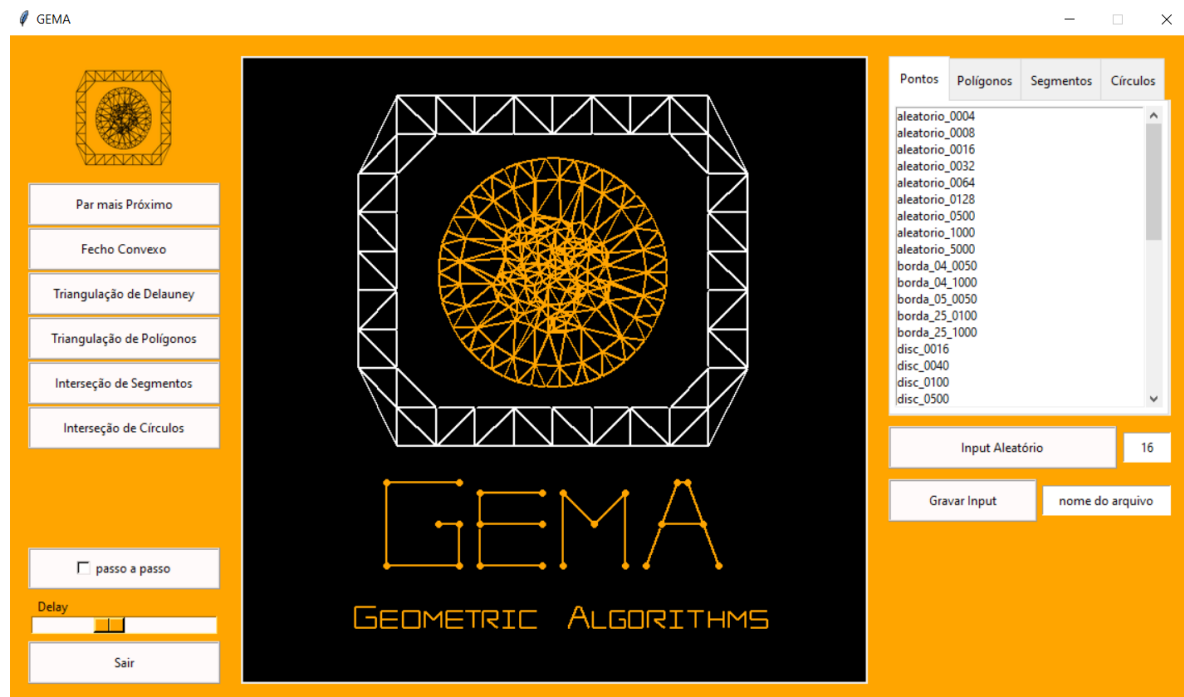 GEMA
Par mais Próximo
Fecho Convexo
Triangulação de Delauney
Triangulação de Polígonos
Interseção de Segmentos
Interseção de Círculos
passo a passo
Delay
Sair
GEMA
GEOMETRIC ALGORITHMS
Pontos Polígonos Segmentos Círculos
aleatorio_0004
aleatorio_0008
aleatorio_0016
aleatorio_0032
aleatorio_0064
aleatorio_0128
aleatorio_0500
aleatorio_1000
aleatorio_5000
borda_04_0050
borda_04_1000
borda_05_0050
borda_25_0100
borda_25_1000
disc_0016
disc_0040
disc_0100
disc_0500
Input Aleatório 16
Gravar Input nome do arquivo